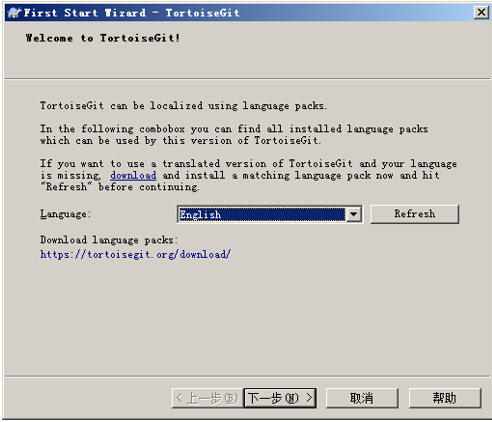 First Start Wizard - TortoiseGit
Welcome to TortoiseGit!
TortoiseGit can be localized using language packs.
In the following combobox you can find all installed language packs
which can be used by this version of TortoiseGit.
If you want to use a translated version of TortoiseGit and your language
is missing, download and install a matching language pack now and hit
"Refresh" before continuing.
Language: English Refresh
Download language packs:
https://tortoisegit.org/download/
< 上一步(B) 下一步(N) > 取消 帮助